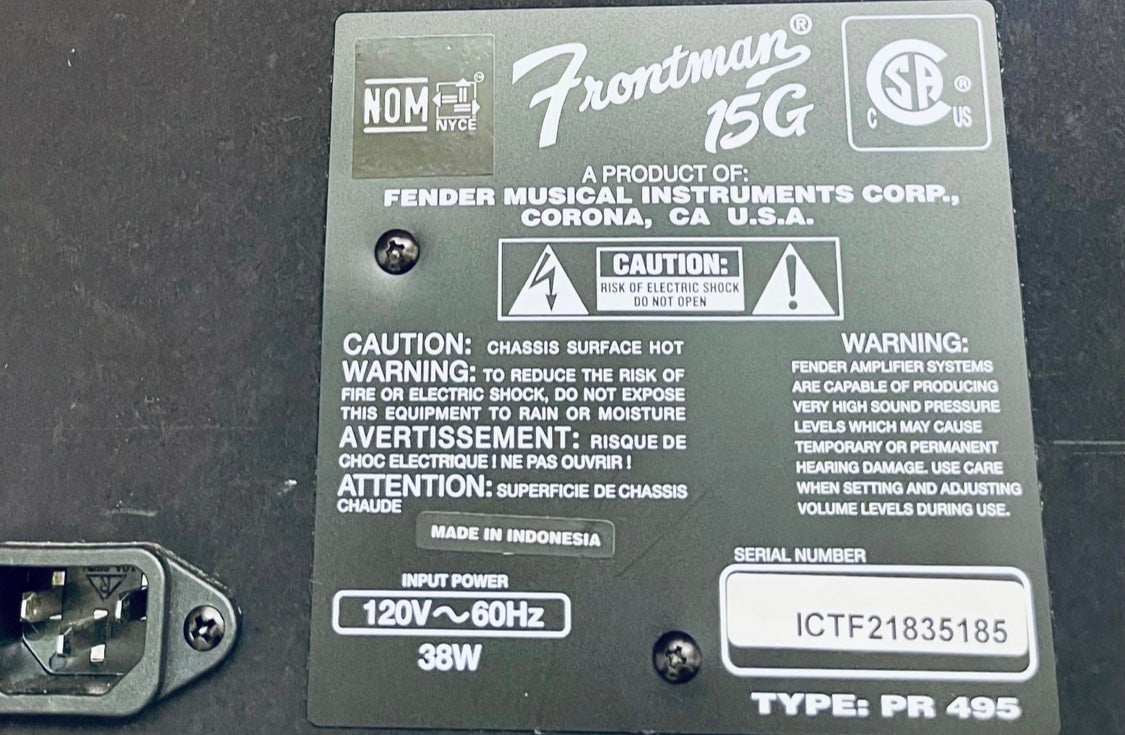 NOM
NYCE
Frontman®
15G
CSA
®
C US
A PRODUCT OF:
FENDER MUSICAL INSTRUMENTS CORP.,
CORONA, CA U.S.A.
CAUTION:
RISK OF ELECTRIC SHOCK
DO NOT OPEN
CAUTION: CHASSIS SURFACE HOT
WARNING: TO REDUCE THE RISK OF
FIRE OR ELECTRIC SHOCK, DO NOT EXPOSE
THIS EQUIPMENT TO RAIN OR MOISTURE
AVERTISSEMENT: RISQUE DE
CHOC ELECTRIQUE ! NE PAS OUVRIR !
ATTENTION: SUPERFICIE DE CHASSIS
CHAUDE
WARNING:
FENDER AMPLIFIER SYSTEMS
ARE CAPABLE OF PRODUCING
VERY HIGH SOUND PRESSURE
LEVELS WHICH MAY CAUSE
TEMPORARY OR PERMANENT
HEARING DAMAGE. USE CARE
WHEN SETTING AND ADJUSTING
VOLUME LEVELS DURING USE.
MADE IN INDONESIA
INPUT POWER
120V~60Hz
38W
SERIAL NUMBER
ICTF21835185
TYPE: PR 495